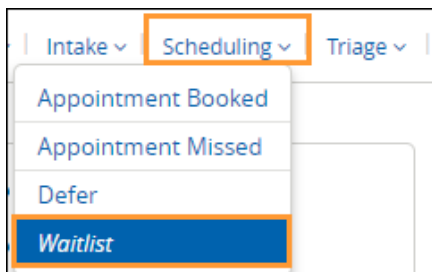 Intake Scheduling Triage
Appointment Booked
Appointment Missed
Defer
Waitlist